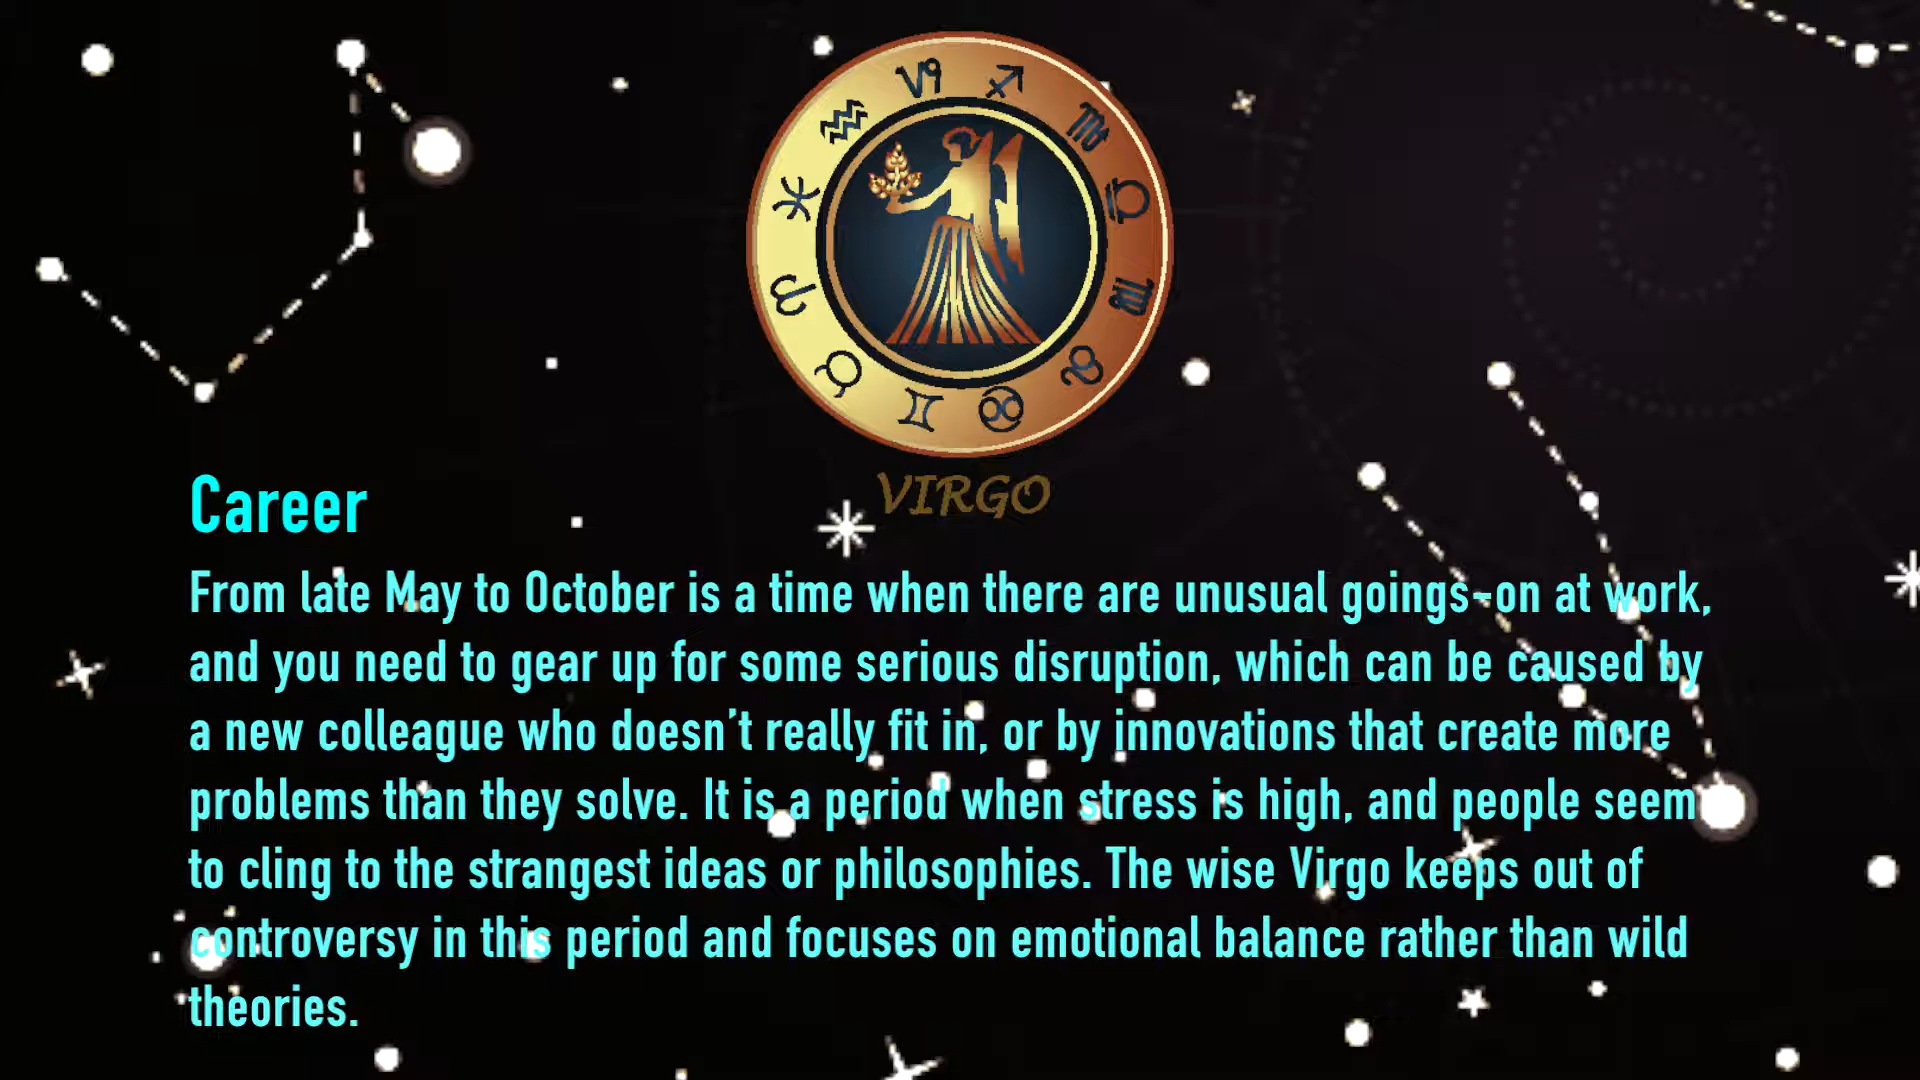 VIRGO
Career
From late May to October is a time when there are unusual goings-on at work,
and you need to gear up for some serious disruption, which can be caused by
a new colleague who doesn’t really fit in, or by innovations that create more
problems than they solve. It is a period when stress is high, and people seem
to cling to the strangest ideas or philosophies. The wise Virgo keeps out of
controversy in this period and focuses on emotional balance rather than wild
theories.